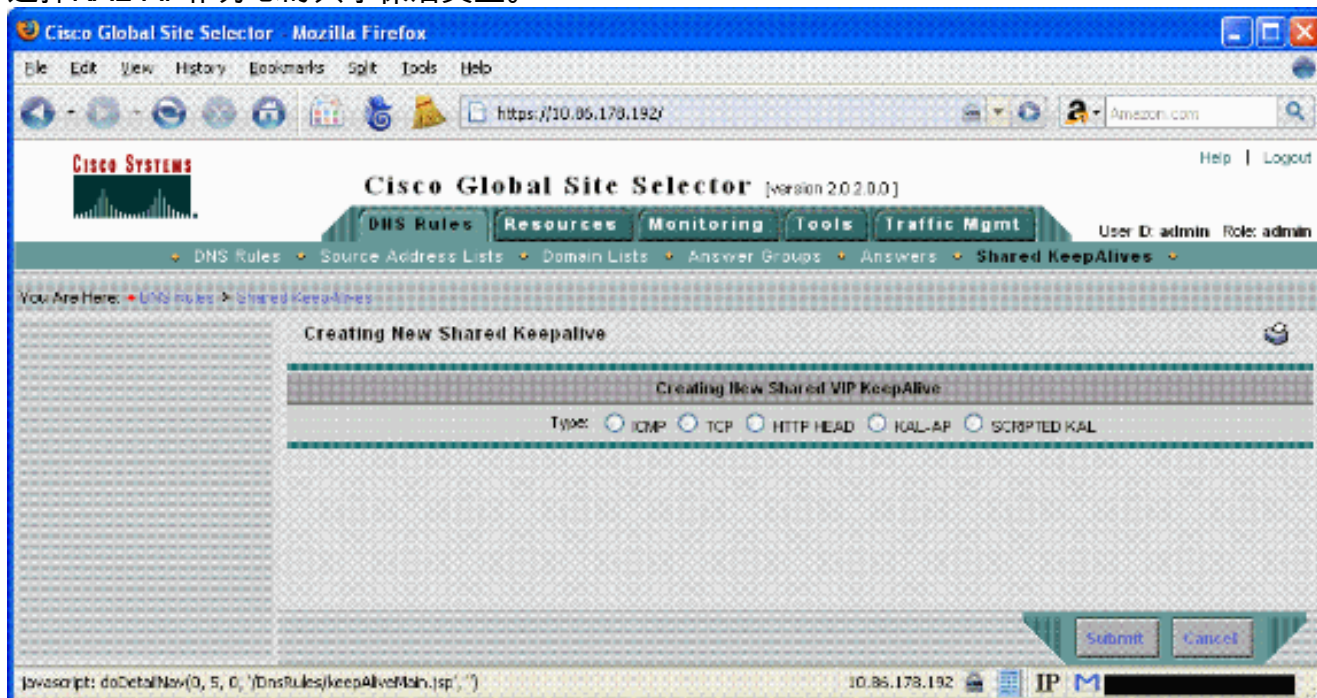 Cisco Global Site Selector - Mozilla Firefox
File Edit View History Bookmarks Split Tools Help
https://10.86.178.192/
Amazon.com
CISCO SYSTEMS
Help | Logout
Cisco Global Site Selector [version 2.0.2.0.0]
DNS Rules Resources Monitoring Tools Traffic Mgmt
User ID: admin Role: admin
DNS Rules Source Address Lists Domain Lists Answer Groups Answers Shared KeepAlives
You Are Here: DNS Rules > Shared KeepAlives
Creating New Shared Keepalive
Creating New Shared VIP KeepAlive
Type: ICMP TCP HTTP HEAD KAL-AP SCRIPTED KAL
Submit Cancel
javascript: doDetailNav(0, 5, 0, '/DnsRules/keepAliveMain.jsp', '')
10.86.178.192 IP